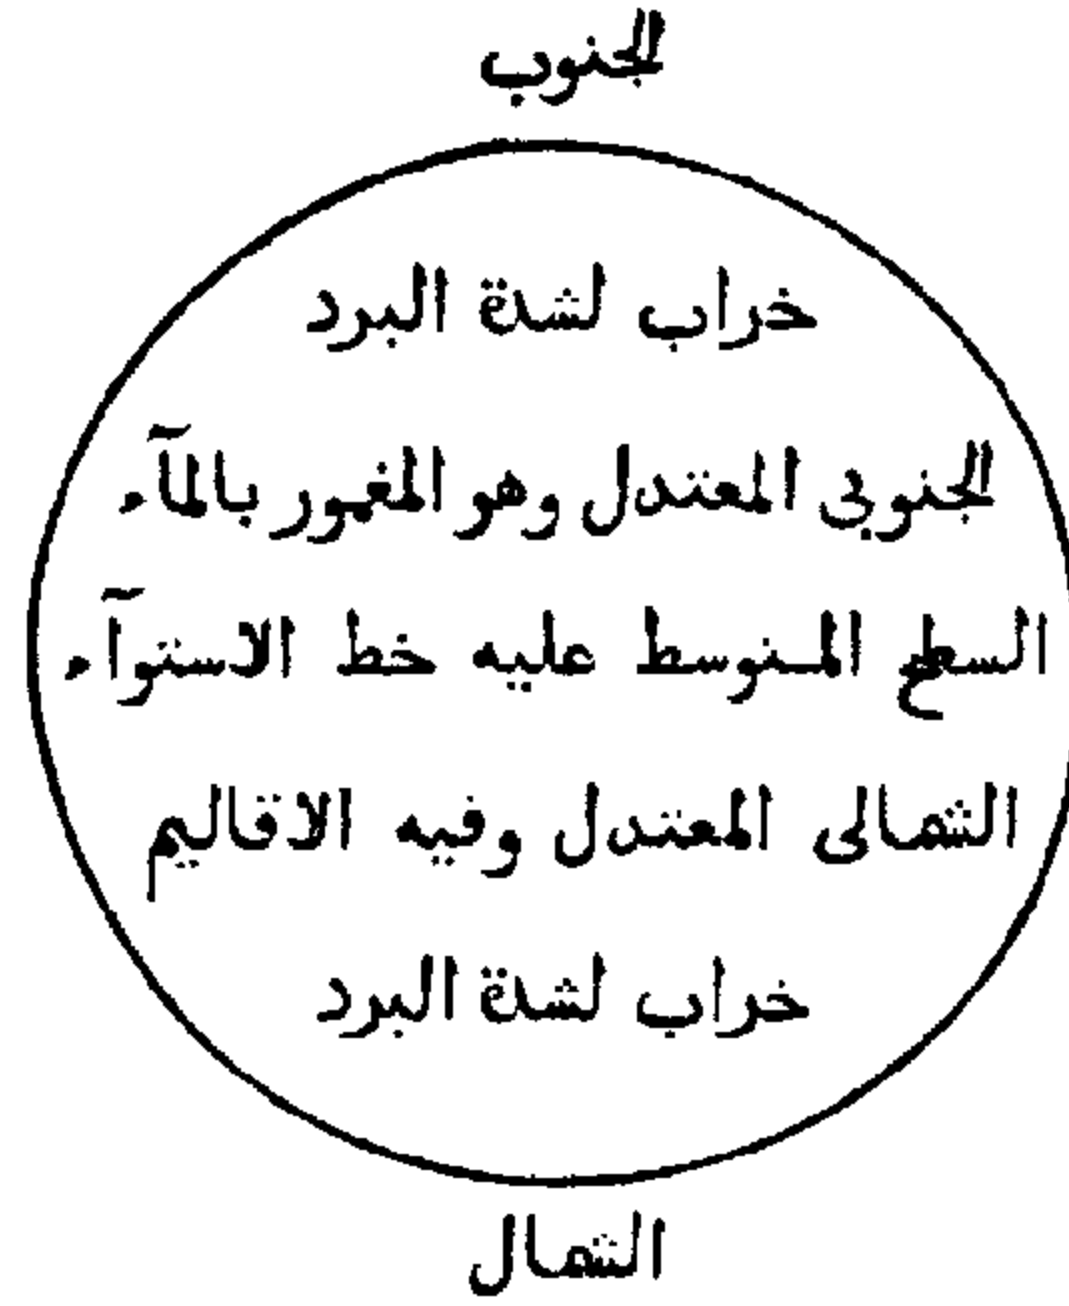 الجنوب
خراب لشدة البرد
الجنوبى المعتدل وهو المغمور بالمآء
السطح المتوسط عليه خط الاستوآء
الشمالى المعتدل وفيه الاقاليم
خراب لشدة البرد
الشمال